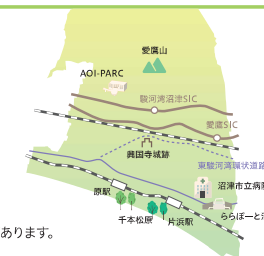 愛鷹山
AOI-PARC
駿河湾沼津SIC
愛鷹SIC
興国寺城跡
東駿河湾環状道路
沼津市立病
原駅
千本松原
片浜駅
ららぽーと
あります。